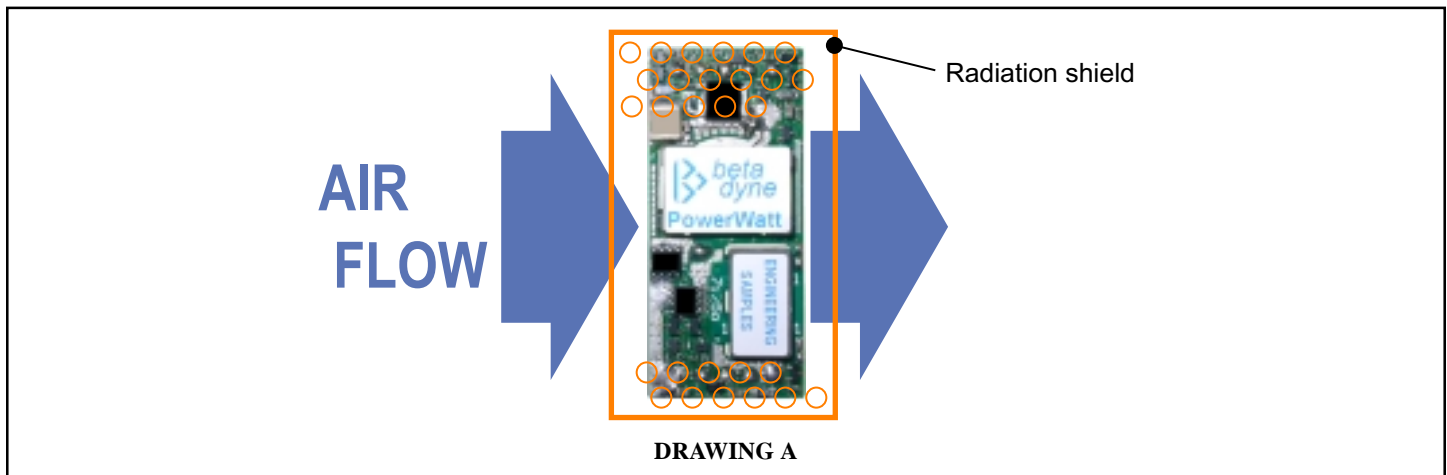 Radiation shield
AIR
FLOW
beta
dyne
PowerWatt
ENGINEERING
SAMPLES
DRAWING A